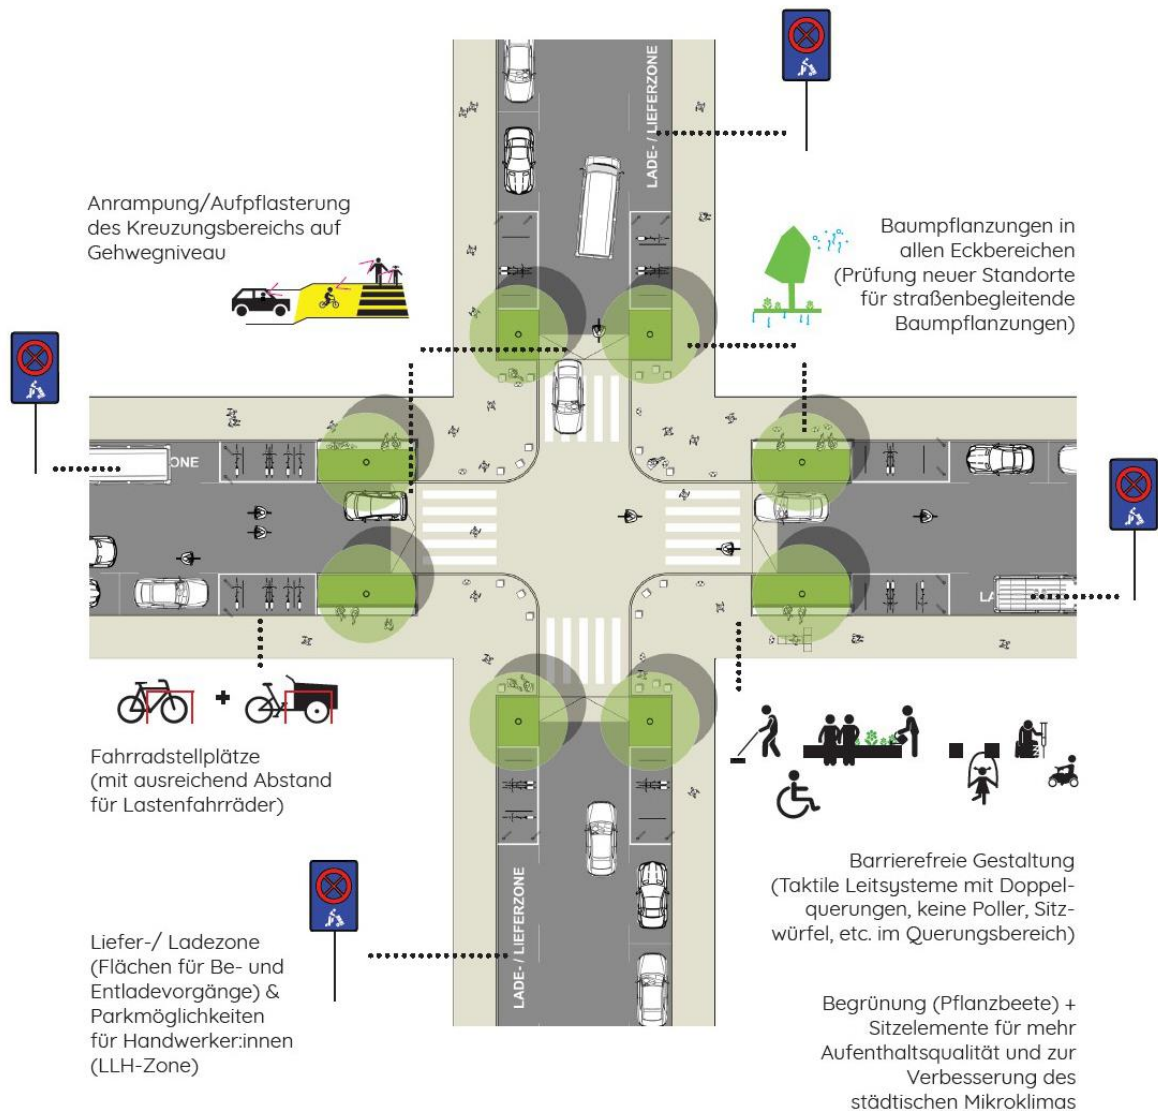 LADE- / LIEFERZONE
Anrampung/Aufpflasterung
des Kreuzungsbereichs auf
Gehwegniveau
Baumpflanzungen in
allen Eckbereichen
(Prüfung neuer Standorte
für straßenbegleitende
Baumpflanzungen)
ZONE
LA
Fahrradstellplätze
(mit ausreichend Abstand
für Lastenfahrräder)
Barrierefreie Gestaltung
(Taktile Leitsysteme mit Doppel-
querungen, keine Poller, Sitz-
würfel, etc. im Querungsbereich)
LADE- / LIEFERZONE
Liefer-/ Ladezone
(Flächen für Be- und
Entladevorgänge) &
Parkmöglichkeiten
für Handwerker:innen
(LLH-Zone)
Begrünung (Pflanzbeete) +
Sitzelemente für mehr
Aufenthaltsqualität und zur
Verbesserung des
städtischen Mikroklimas